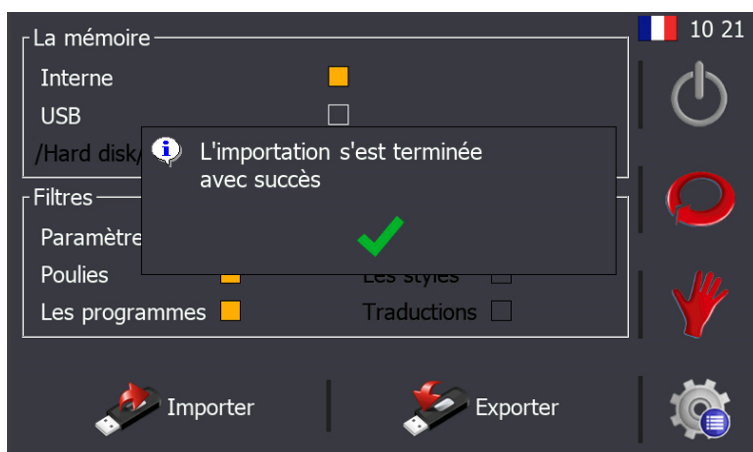 La mémoire
10 21
Interne
USB
/Hard disk/
L'importation s'est terminée
avec succès
Filtres
Paramètre
Poulies
Les styles
Les programmes
Traductions
Importer
Exporter